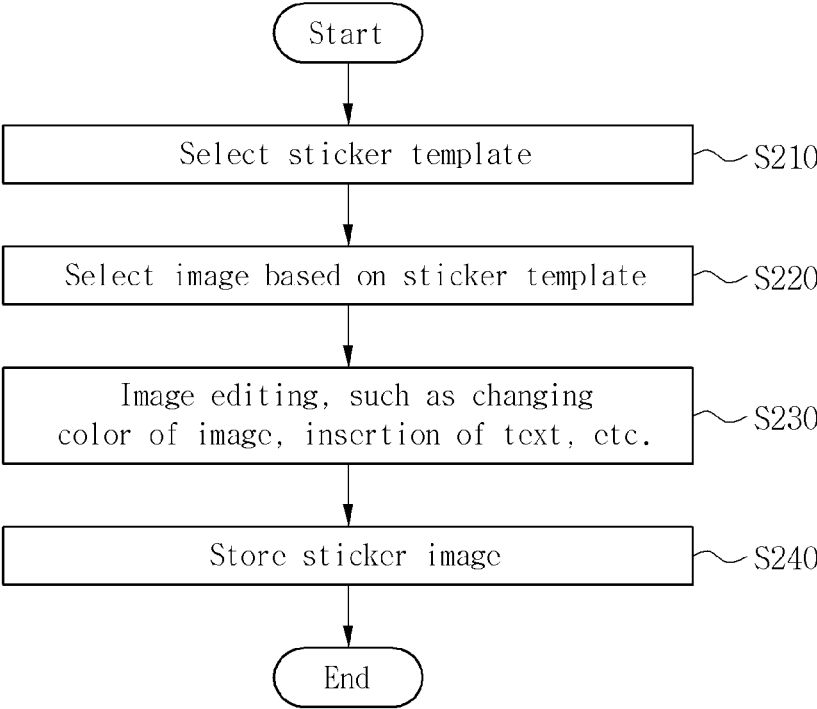 Start
Select sticker template
S210
Select image based on sticker template
S220
Image editing, such as changing
color of image, insertion of text, etc.
S230
Store sticker image
S240
End